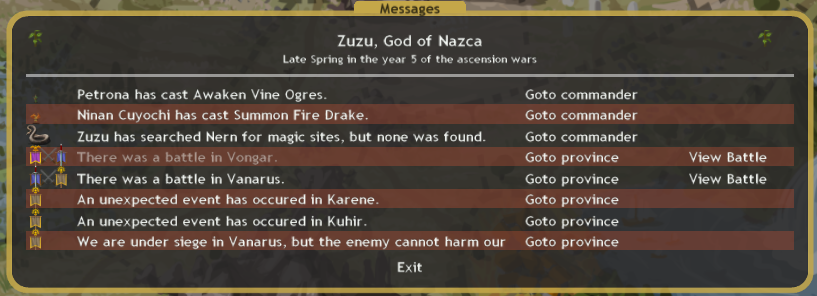 Messages
Zuzu, God of Nazca
Late Spring in the year 5 of the ascension wars
Petrona has cast Awaken Vine Ogres. Goto commander
Ninan Cuyochi has cast Summon Fire Drake. Goto commander
Zuzu has searched Nern for magic sites, but none was found. Goto commander
There was a battle in Vongar. Goto province View Battle
There was a battle in Vanarus. Goto province View Battle
An unexpected event has occured in Karene. Goto province
An unexpected event has occured in Kuhir. Goto province
We are under siege in Vanarus, but the enemy cannot harm our Goto province
Exit